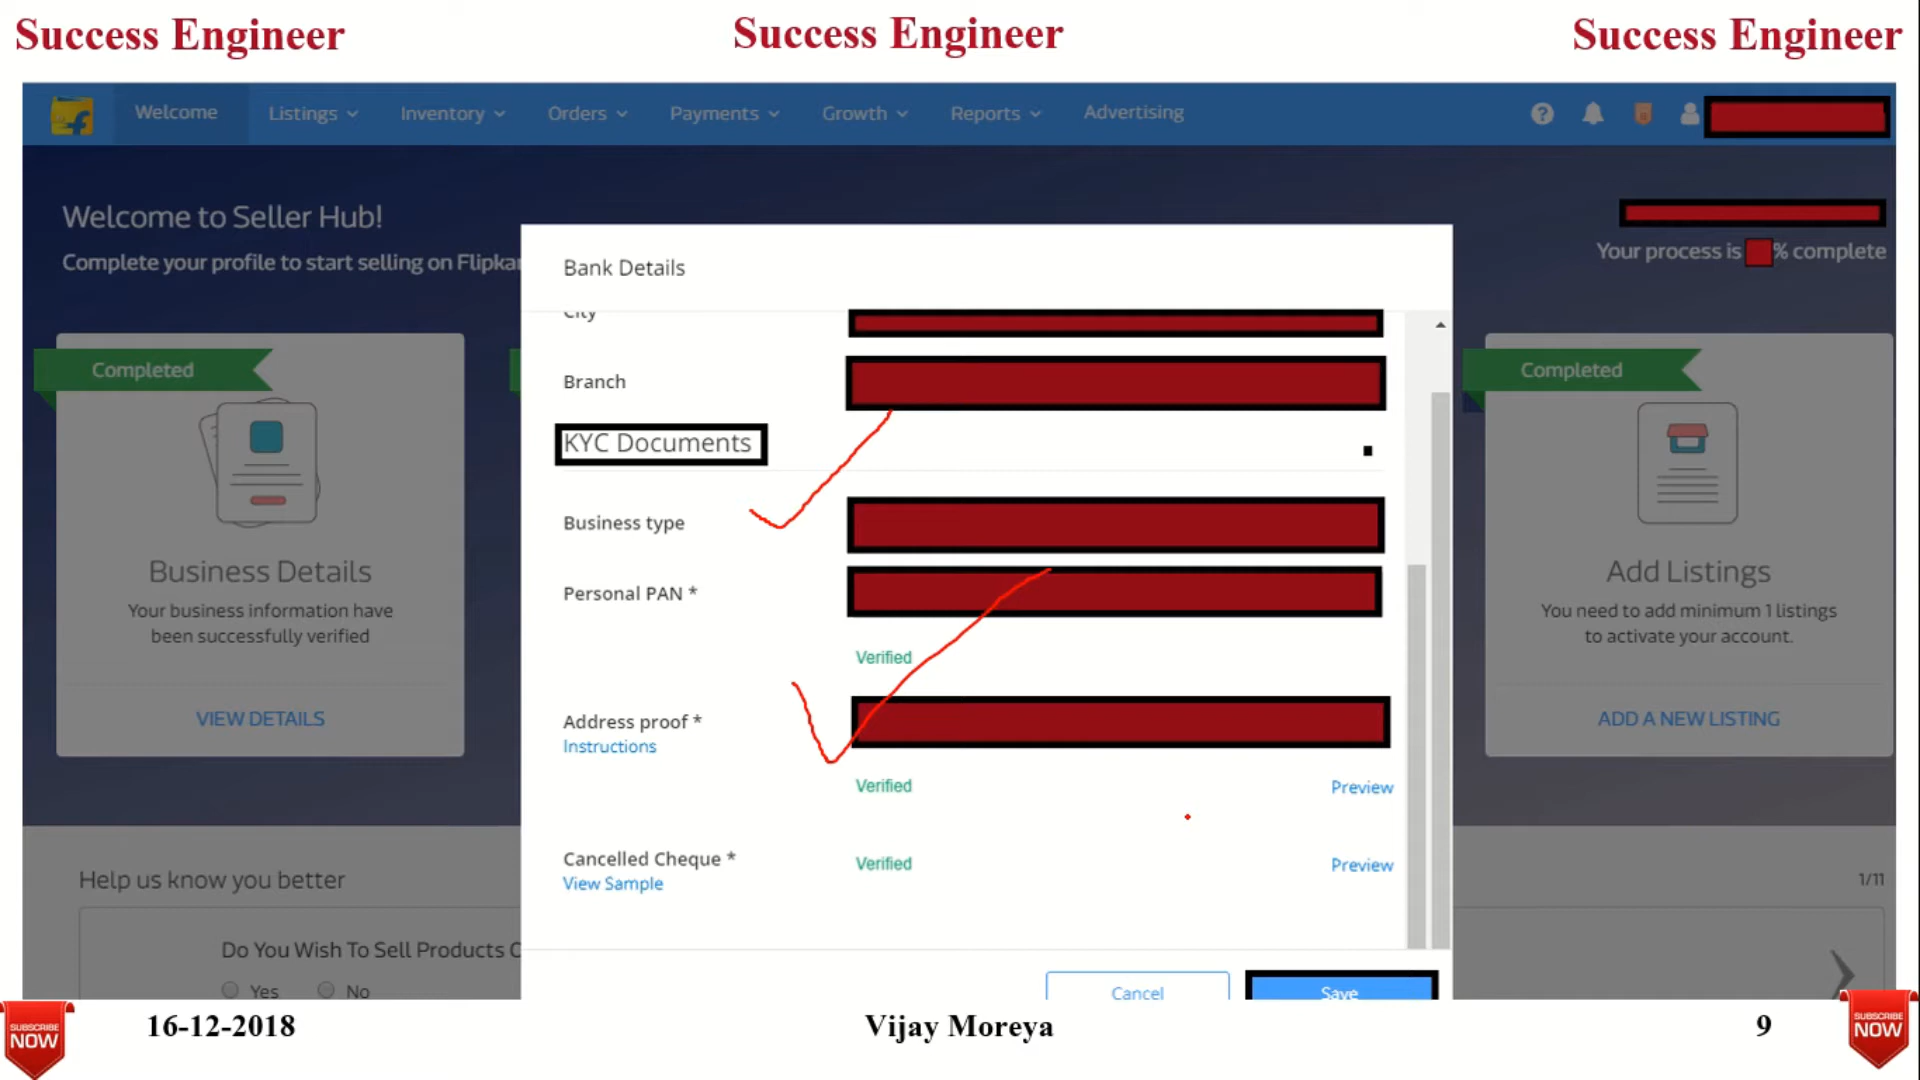 Success Engineer
Success Engineer
Success Engineer
Welcome
Listings
Inventory
Orders
Payments
Growth
Reports
Advertising
Welcome to Seller Hub!
Complete your profile to start selling on Flipka
Your process is % complete
Bank Details
City
Branch
KYC Documents
Business type
Personal PAN *
Verified
Address proof *
Instructions
Verified
Preview
Cancelled Cheque *
View Sample
Verified
Preview
Cancel
Save
Completed
Business Details
Your business information have
been successfully verified
VIEW DETAILS
Completed
Add Listings
You need to add minimum 1 listings
to activate your account.
ADD A NEW LISTING
Help us know you better
1/11
Do You Wish To Sell Products O
Yes
No
SUBSCRIBE
NOW
16-12-2018
Vijay Moreya
9
SUBSCRIBE
NOW